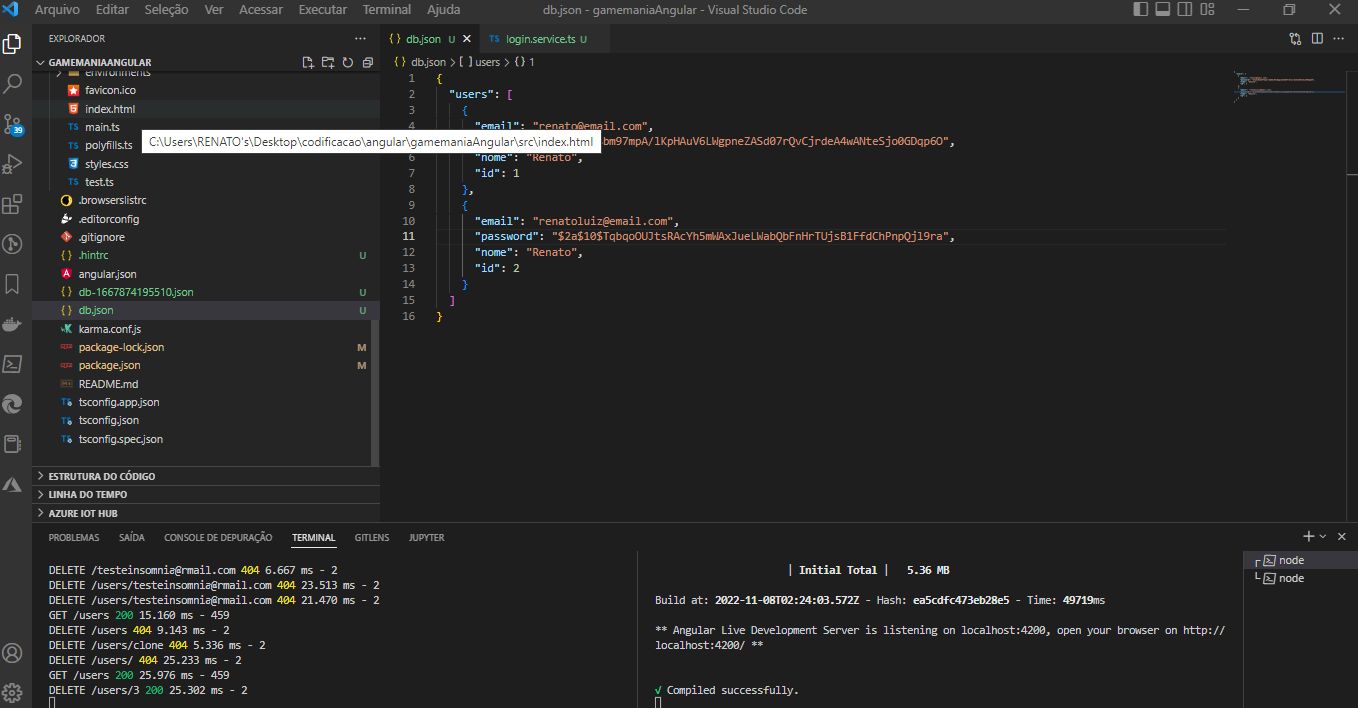 Arquivo Editar Seleção Ver Acessar Executar Terminal Ajuda
db.json - gamemaniaAngular - Visual Studio Code
EXPLORADOR
GAMEMANIAANGULAR
environments
favicon.ico
index.html
main.ts
polyfills.ts
styles.css
test.ts
.browserslistrc
.editorconfig
.gitignore
.hintrc U
angular.json
db-1667874195510.json U
db.json U
karma.conf.js
package-lock.json M
package.json M
README.md
tsconfig.app.json
tsconfig.json
tsconfig.spec.json
ESTRUTURA DO CÓDIGO
LINHA DO TEMPO
AZURE IOT HUB
39
C:\Users\RENATO's\Desktop\codificacao\angular\gamemaniaAngular\src\index.html
{} db.json U
TS login.service.ts U
{} db.json > [ ] users > {} 1
1 {
2 "users": [
3 {
4 "email": "renato@email.com",
bm97mpA/lKpHAuV6LWgpneZASd07rQvCjrdeA4wANteSjo0GDqp6O",
6 "nome": "Renato",
7 "id": 1
8 },
9 {
10 "email": "renatoluiz@email.com",
11 "password": "$2a$10$TqbqoOUJtsRAcYh5mWAxJueLWabQbFnHrTUjsB1FfdChPnpQjl9ra",
12 "nome": "Renato",
13 "id": 2
14 }
15 ]
16 }
PROBLEMAS SAÍDA CONSOLE DE DEPURAÇÃO TERMINAL GITLENS JUPYTER
DELETE /testeinsomnia@rmail.com 404 6.667 ms - 2
DELETE /users/testeinsomnia@rmail.com 404 23.513 ms - 2
DELETE /users/testeinsomnia@rmail.com 404 21.470 ms - 2
GET /users 200 15.160 ms - 459
DELETE /users 404 9.143 ms - 2
DELETE /users/clone 404 5.336 ms - 2
DELETE /users/ 404 25.233 ms - 2
GET /users 200 25.976 ms - 459
DELETE /users/3 200 25.302 ms - 2
| Initial Total | 5.36 MB
Build at: 2022-11-08T02:24:03.572Z - Hash: ea5cdfc473eb28e5 - Time: 49719ms
** Angular Live Development Server is listening on localhost:4200, open your browser on http://
localhost:4200/ **
√ Compiled successfully.
node
node